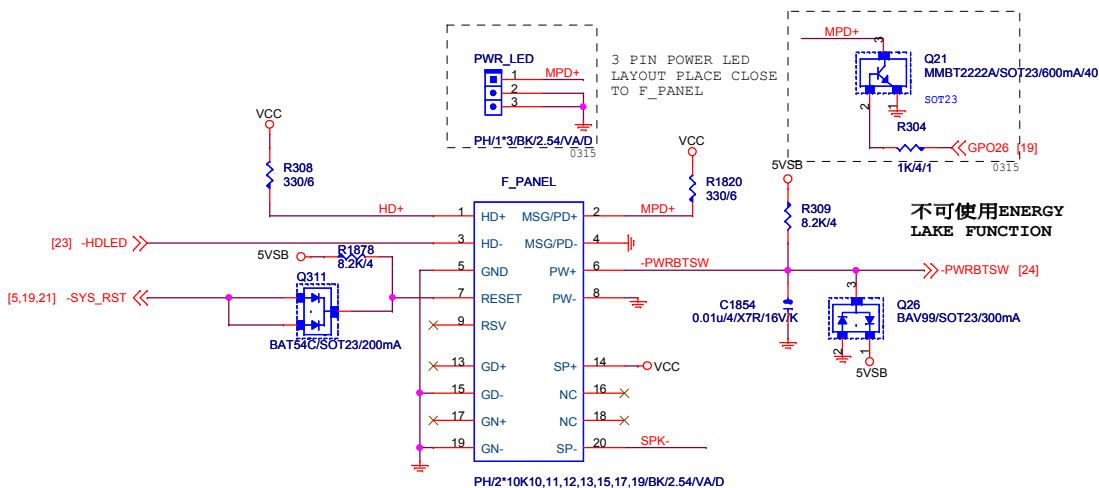 PWR_LED
1
MPD+
2
3
PH/1*3/BK/2.54/VA/D
0315
3 PIN POWER LED
LAYOUT PLACE CLOSE
TO F_PANEL
MPD+
3
Q21
MMBT2222A/SOT23/600mA/40
SOT23
2
1
R304
GPO26 [19]
1K/4/1
0315
VCC
R308
330/6
HD+
F_PANEL
VCC
R1820
330/6
MPD+
5VSB
R309
8.2K/4
不可使用ENERGY
LAKE FUNCTION
1 HD+ MSG/PD+ 2
3 HD- MSG/PD- 4
5 GND PW+ 6
7 RESET PW- 8
9 RSV
13 GD+ SP+ 14
15 GD- NC 16
17 GN+ NC 18
19 GN- SP- 20
[23] -HDLED
5VSB
R1878
8.2K/4
Q311
[5,19,21] -SYS_RST
BAT54C/SOT23/200mA
-PWRBTSW
-PWRBTSW [24]
C1854
0.01u/4/X7R/16V/K
3
Q26
BAV99/SOT23/300mA
2
1
5VSB
VCC
SPK-
PH/2*10K10,11,12,13,15,17,19/BK/2.54/VA/D